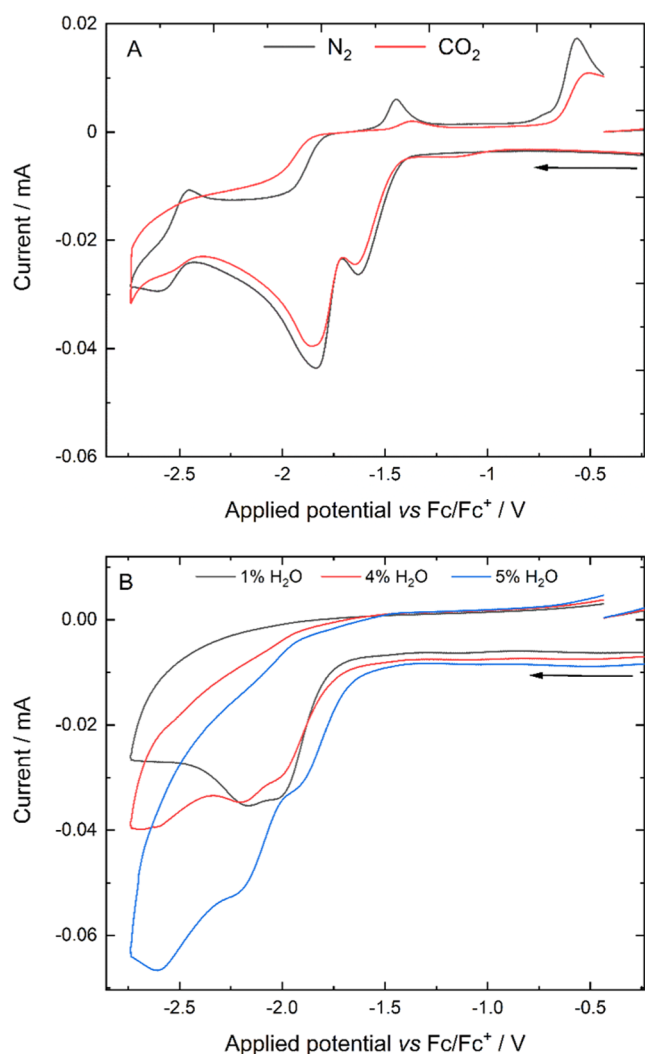 A
N₂ CO₂
0.02
0
-0.02
-0.04
-0.06
Current / mA
-2.5 -2 -1.5 -1 -0.5
Applied potential vs Fc/Fc⁺ / V
B
1% H₂O 4% H₂O 5% H₂O
0.00
-0.02
-0.04
-0.06
Current / mA
-2.5 -2.0 -1.5 -1.0 -0.5
Applied potential vs Fc/Fc⁺ / V